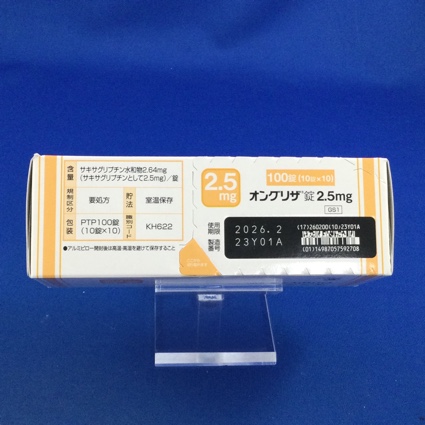 含量
サキサグリプチン水和物2.64mg
(サキサグリプチンとして2.5mg)/錠
規制区分
要処方
貯法
室温保存
包装
PTP100錠
(10錠×10)
識別コード
KH622
●アルミピロー開封後は高温・高湿を避けて保存すること
2.5
mg
100錠(10錠×10)
オングリザ®錠2.5mg
GS1
使用
期限
2026.2
製造
番号
23Y01A
(17)260200(10)23Y01A
(01)14987057592708